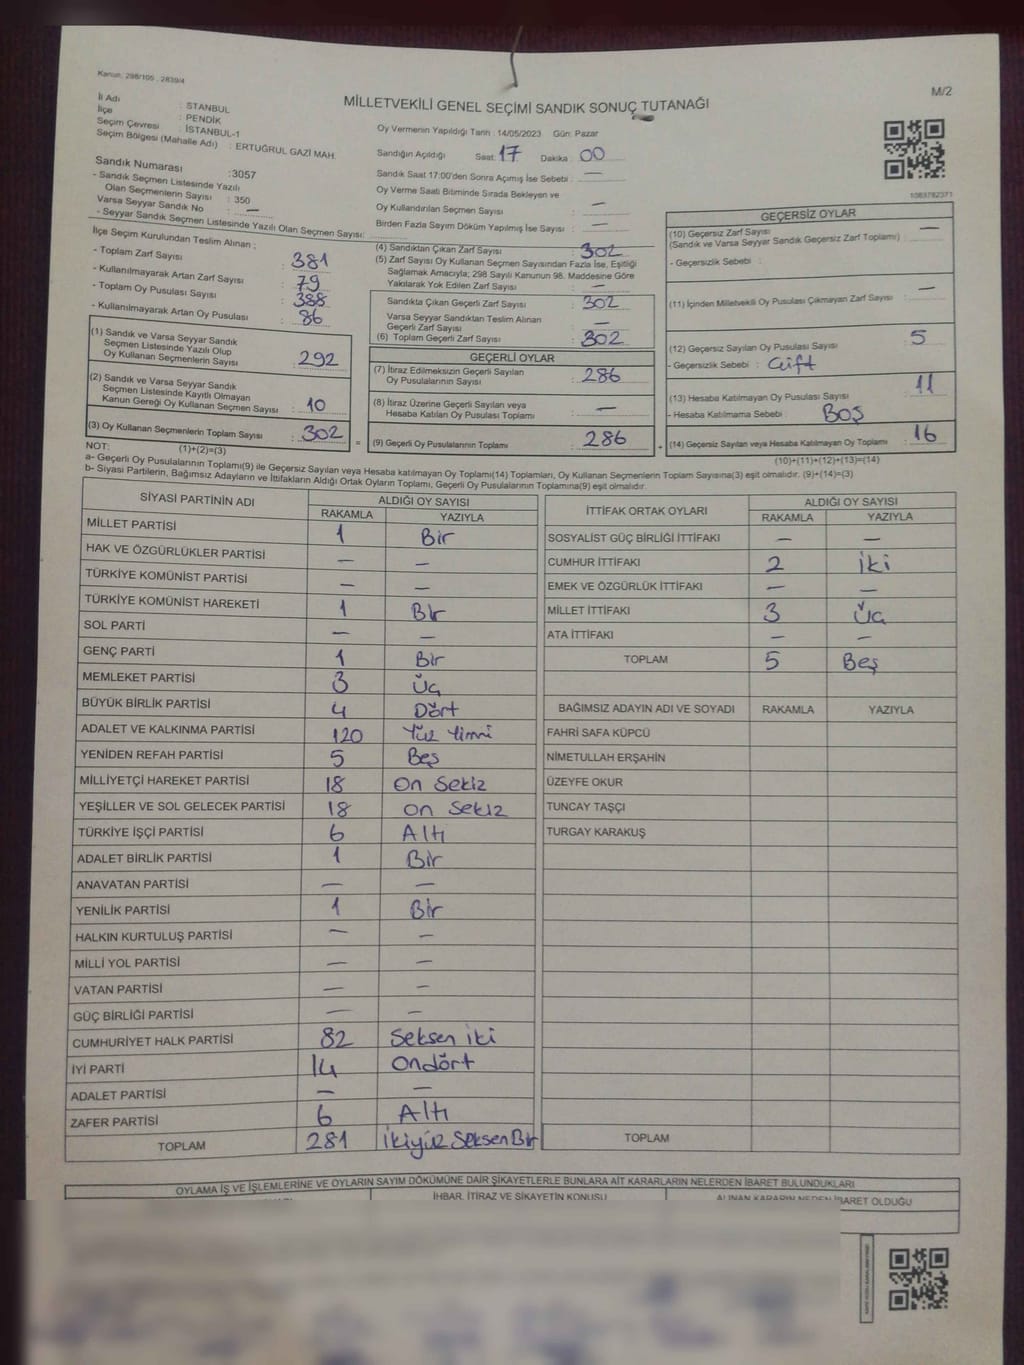 Kanun, 298/105 , 2839/4
M/2
MİLLETVEKİLİ GENEL SEÇİMİ SANDIK SONUÇ TUTANAĞI
İl Adı : STANBUL
İlçe : PENDİK
Seçim Çevresi : İSTANBUL-1
Seçim Bölgesi (Mahalle Adı) : ERTUĞRUL GAZİ MAH.
Sandık Numarası :3057
- Sandık Seçmen Listesinde Yazılı
Olan Seçmenlerin Sayısı : 350
Varsa Seyyar Sandık No : —
- Seyyar Sandık Seçmen Listesinde Yazılı Olan Seçmen Sayısı:
Oy Vermenin Yapıldığı Tarih : 14/05/2023 Gün: Pazar
Sandığın Açıldığı Saat: 17 Dakika : 00
Sandık Saat 17:00'den Sonra Açımış İse Sebebi : —
Oy Verme Saati Bitiminde Sırada Bekleyen ve
Oy Kullandırılan Seçmen Sayısı : —
Birden Fazla Sayım Döküm Yapılmış İse Sayısı : —
1083782371
İlçe Seçim Kurulundan Teslim Alınan ;
- Toplam Zarf Sayısı : 381
- Kullanılmayarak Artan Zarf Sayısı : 79
- Toplam Oy Pusulası Sayısı : 388
- Kullanılmayarak Artan Oy Pusulası : 86
(1) Sandık ve Varsa Seyyar Sandık
Seçmen Listesinde Yazılı Olup
Oy Kullanan Seçmenlerin Sayısı : 292
(2) Sandık ve Varsa Seyyar Sandık
Seçmen Listesinde Kayıtlı Olmayan
Kanun Gereği Oy Kullanan Seçmen Sayısı : 10
(3) Oy Kullanan Seçmenlerin Toplam Sayısı : 302
(1)+(2)=(3)
(4) Sandıktan Çıkan Zarf Sayısı : 302
(5) Zarf Sayısı Oy Kullanan Seçmen Sayısından Fazla İse, Eşitliği
Sağlamak Amacıyla; 298 Sayılı Kanunun 98. Maddesine Göre
Yakılarak Yok Edilen Zarf Sayısı : —
Sandıkta Çıkan Geçerli Zarf Sayısı : 302
Varsa Seyyar Sandıktan Teslim Alınan
Geçerli Zarf Sayısı : —
(6) Toplam Geçerli Zarf Sayısı : 302
GEÇERLİ OYLAR
(7) İtiraz Edilmeksizin Geçerli Sayılan
Oy Pusulalarının Sayısı : 286
(8) İtiraz Üzerine Geçerli Sayılan veya
Hesaba Katılan Oy Pusulası Toplamı : —
= (9) Geçerli Oy Pusulalarının Toplamı : 286 +
GEÇERSİZ OYLAR
(10) Geçersiz Zarf Sayısı
(Sandık ve Varsa Seyyar Sandık Geçersiz Zarf Toplamı) : —
- Geçersizlik Sebebi :
(11) İçinden Milletvekili Oy Pusulası Çıkmayan Zarf Sayısı : —
(12) Geçersiz Sayılan Oy Pusulası Sayısı : 5
- Geçersizlik Sebebi : Çift
(13) Hesaba Katılmayan Oy Pusulası Sayısı : 11
- Hesaba Katılmama Sebebi : BOŞ
(14) Geçersiz Sayılan veya Hesaba Katılmayan Oy Toplamı : 16
(10)+(11)+(12)+(13)=(14)
NOT:
a- Geçerli Oy Pusulalarının Toplamı(9) ile Geçersiz Sayılan veya Hesaba katılmayan Oy Toplamı(14) Toplamları, Oy Kullanan Seçmenlerin Toplam Sayısına(3) eşit olmalıdır. (9)+(14)=(3)
b- Siyasi Partilerin, Bağımsız Adayların ve İttifakların Aldığı Ortak Oyların Toplamı, Geçerli Oy Pusulalarının Toplamına(9) eşit olmalıdır.
SİYASİ PARTİNİN ADI ALDIĞI OY SAYISI
RAKAMLA YAZIYLA
MİLLET PARTİSİ 1 Bir
HAK VE ÖZGÜRLÜKLER PARTİSİ — —
TÜRKİYE KOMÜNİST PARTİSİ — —
TÜRKİYE KOMÜNİST HAREKETİ 1 Bir
SOL PARTİ — —
GENÇ PARTİ 1 Bir
MEMLEKET PARTİSİ 3 Üç
BÜYÜK BİRLİK PARTİSİ 4 Dört
ADALET VE KALKINMA PARTİSİ 120 Yüz Yirmi
YENİDEN REFAH PARTİSİ 5 Beş
MİLLİYETÇİ HAREKET PARTİSİ 18 On Sekiz
YEŞİLLER VE SOL GELECEK PARTİSİ 18 on Sekiz
TÜRKİYE İŞÇİ PARTİSİ 6 Altı
ADALET BİRLİK PARTİSİ 1 Bir
ANAVATAN PARTİSİ — —
YENİLİK PARTİSİ 1 Bir
HALKIN KURTULUŞ PARTİSİ — —
MİLLİ YOL PARTİSİ — —
VATAN PARTİSİ — —
GÜÇ BİRLİĞİ PARTİSİ — —
CUMHURİYET HALK PARTİSİ 82 Seksen iki
İYİ PARTİ 14 Ondört
ADALET PARTİSİ — —
ZAFER PARTİSİ 6 Altı
TOPLAM 281 İkiyüz Seksen Bir
İTTİFAK ORTAK OYLARI ALDIĞI OY SAYISI
RAKAMLA YAZIYLA
SOSYALİST GÜÇ BİRLİĞİ İTTİFAKI — —
CUMHUR İTTİFAKI 2 İki
EMEK VE ÖZGÜRLÜK İTTİFAKI — —
MİLLET İTTİFAKI 3 Üç
ATA İTTİFAKI — —
TOPLAM 5 Beş
BAĞIMSIZ ADAYIN ADI VE SOYADI RAKAMLA YAZIYLA
FAHRİ SAFA KÜPCÜ
NİMETULLAH ERŞAHİN
ÜZEYFE OKUR
TUNCAY TAŞÇI
TURGAY KARAKUŞ
TOPLAM
OYLAMA İŞ VE İŞLEMLERİNE VE OYLARIN SAYIM DÖKÜMÜNE DAİR ŞİKAYETLERLE BUNLARA AİT KARARLARIN NELERDEN İBARET BULUNDUKLARI
İHBAR, İTİRAZ VE ŞİKAYETİN KONUSU ALINAN KARARIN NEDEN İBARET OLDUĞU